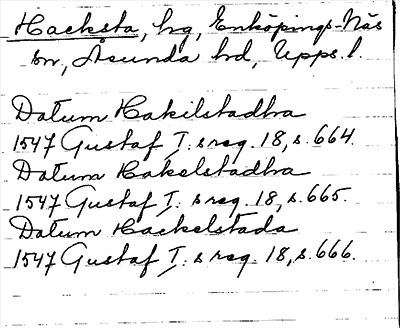 Hacksta, hg, Enköpings-Näs
sn, Åsunda hd, Upps. l.
Datum Hakilstadha
1547 Gustaf I:s reg. 18, s. 664.
Datum Hakelstadha
1547 Gustaf I:s reg. 18, s. 665.
Datum Hackelstada
1547 Gustaf I:s reg. 18, s. 666.